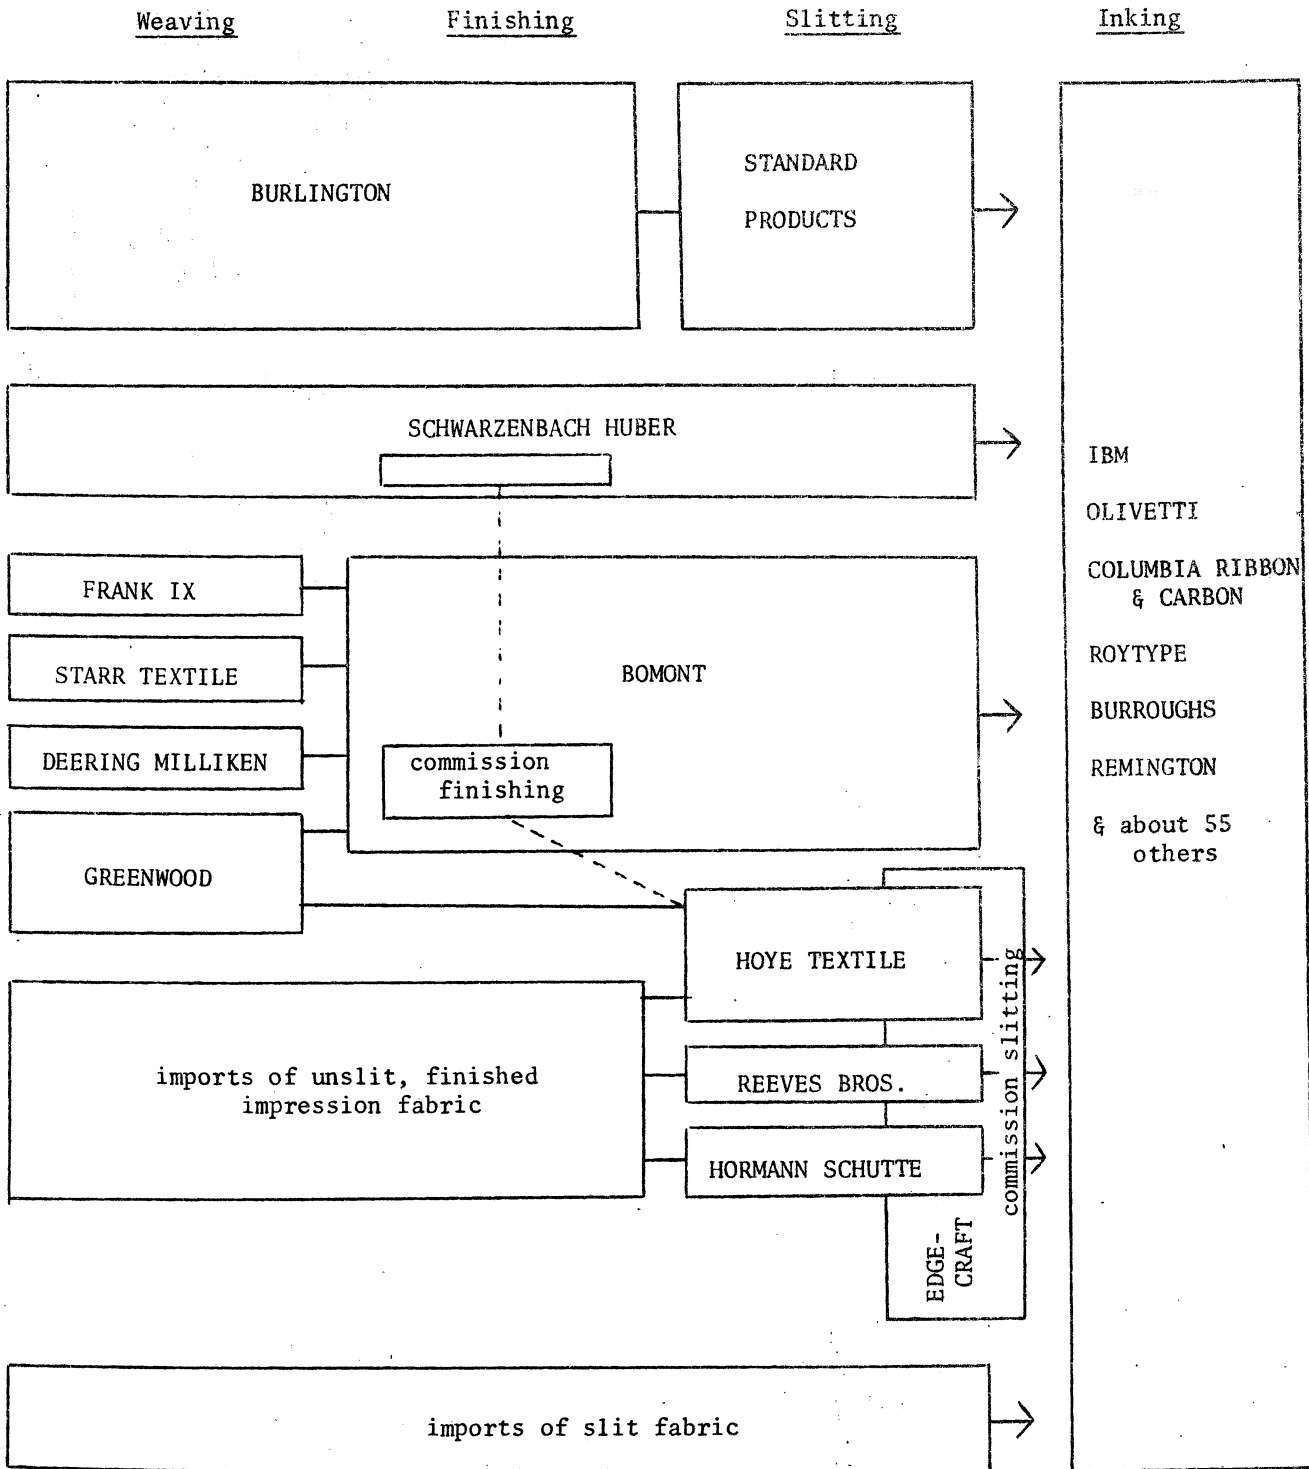 Weaving Finishing Slitting Inking
BURLINGTON
STANDARD
PRODUCTS
SCHWARZENBACH HUBER
FRANK IX
STARR TEXTILE
DEERING MILLIKEN
GREENWOOD
BOMONT
commission
finishing
HOYE TEXTILE
imports of unslit, finished
impression fabric
REEVES BROS.
HORMANN SCHUTTE
commission slitting
EDGE-
CRAFT
imports of slit fabric
IBM
OLIVETTI
COLUMBIA RIBBON
& CARBON
ROYTYPE
BURROUGHS
REMINGTON
& about 55
others